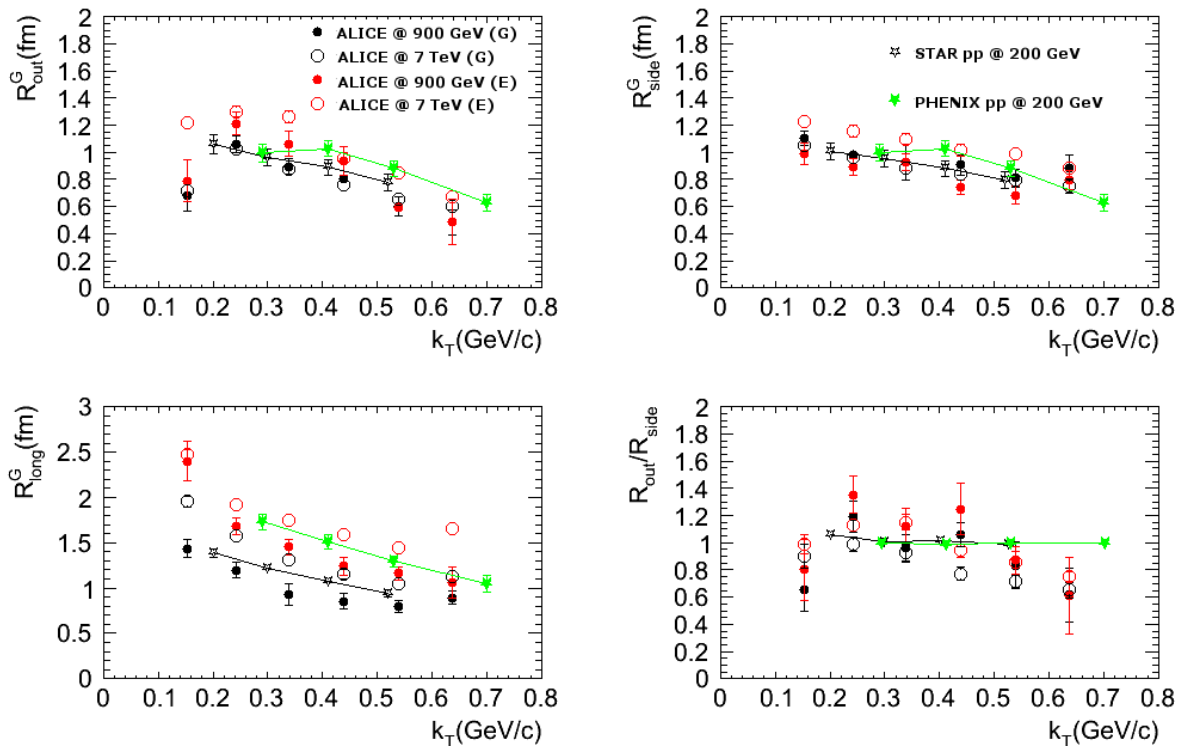 R^G_out(fm)
2
1.8
1.6
1.4
1.2
1
0.8
0.6
0.4
0.2
0
ALICE @ 900 GeV (G)
ALICE @ 7 TeV (G)
ALICE @ 900 GeV (E)
ALICE @ 7 TeV (E)
0 0.1 0.2 0.3 0.4 0.5 0.6 0.7 0.8
k_T(GeV/c)
R^G_side(fm)
2
1.8
1.6
1.4
1.2
1
0.8
0.6
0.4
0.2
0
STAR pp @ 200 GeV
PHENIX pp @ 200 GeV
0 0.1 0.2 0.3 0.4 0.5 0.6 0.7 0.8
k_T(GeV/c)
R^G_long(fm)
3
2.5
2
1.5
1
0.5
0
0 0.1 0.2 0.3 0.4 0.5 0.6 0.7 0.8
k_T(GeV/c)
R_out/R_side
2
1.8
1.6
1.4
1.2
1
0.8
0.6
0.4
0.2
0
0 0.1 0.2 0.3 0.4 0.5 0.6 0.7 0.8
k_T(GeV/c)